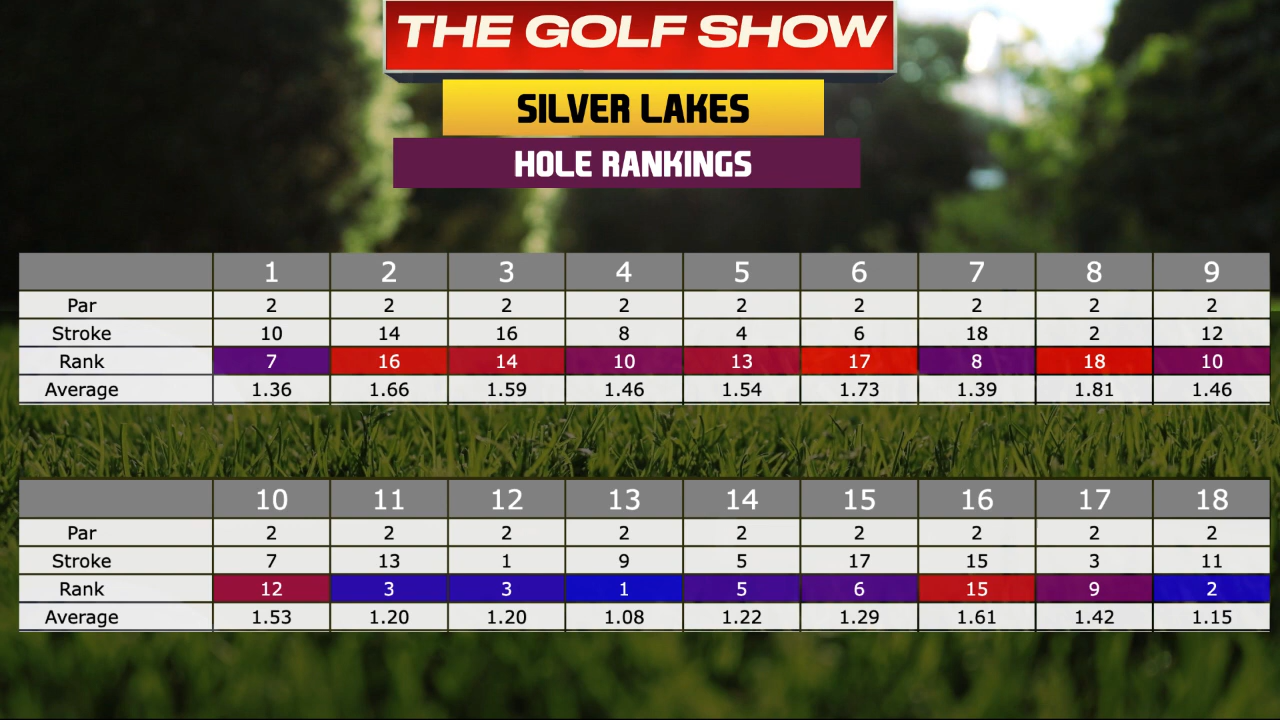 THE GOLF SHOW
SILVER LAKES
HOLE RANKINGS
1 2 3 4 5 6 7 8 9
Par 2 2 2 2 2 2 2 2 2
Stroke 10 14 16 8 4 6 18 2 12
Rank 7 16 14 10 13 17 8 18 10
Average 1.36 1.66 1.59 1.46 1.54 1.73 1.39 1.81 1.46
10 11 12 13 14 15 16 17 18
Par 2 2 2 2 2 2 2 2 2
Stroke 7 13 1 9 5 17 15 3 11
Rank 12 3 3 1 5 6 15 9 2
Average 1.53 1.20 1.20 1.08 1.22 1.29 1.61 1.42 1.15